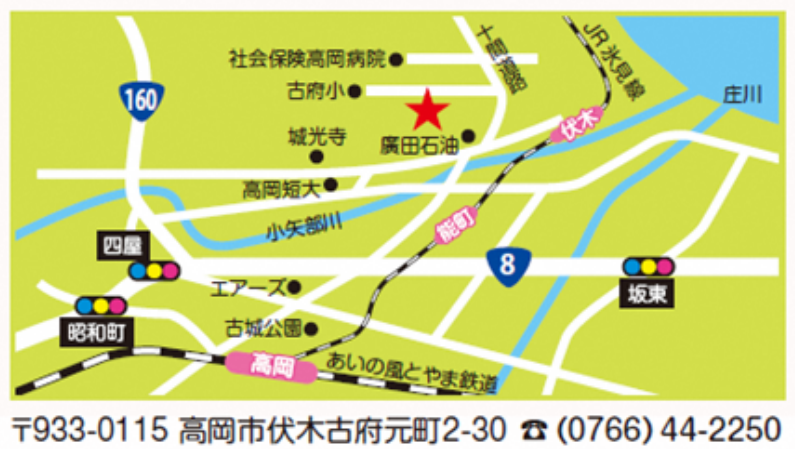 十間道路
JR氷見線
社会保険高岡病院
160
古府小
庄川
伏木
城光寺
廣田石油
高岡短大
小矢部川
能町
四屋
8
エアーズ
坂東
昭和町
古城公園
高岡
あいの風とやま鉄道
〒933-0115 高岡市伏木古府元町2-30 ☎(0766)44-2250